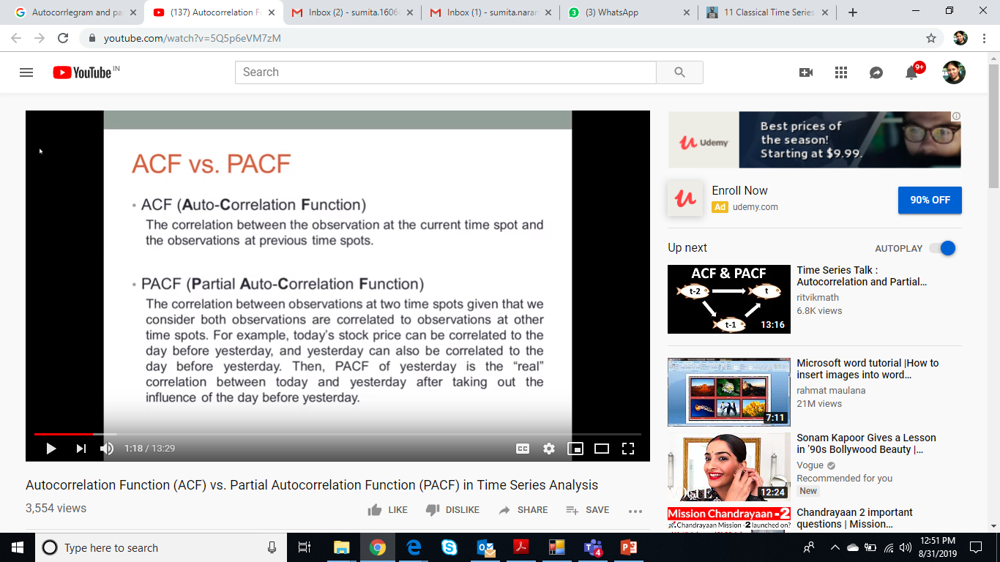 Autocorrlegram and pa
(137) Autocorrelation F
Inbox (2) - sumita.1606
Inbox (1) - sumita.naran
3
(3) WhatsApp
11 Classical Time Series
youtube.com/watch?v=5Q5p6eVM7zM
YouTube IN
Search
9+
ACF vs. PACF
• ACF (Auto-Correlation Function)
The correlation between the observation at the current time spot and
the observations at previous time spots.
• PACF (Partial Auto-Correlation Function)
The correlation between observations at two time spots given that we
consider both observations are correlated to observations at other
time spots. For example, today's stock price can be correlated to the
day before yesterday, and yesterday can also be correlated to the
day before yesterday. Then, PACF of yesterday is the “real”
correlation between today and yesterday after taking out the
influence of the day before yesterday.
1:18 / 13:29
CC
Autocorrelation Function (ACF) vs. Partial Autocorrelation Function (PACF) in Time Series Analysis
3,554 views
LIKE
DISLIKE
SHARE
SAVE
Udemy
Best prices of
the season!
Starting at $9.99.
Enroll Now
Ad udemy.com
90% OFF
Up next
AUTOPLAY
ACF & PACF
t-2
t
t-1
13:16
Time Series Talk :
Autocorrelation and Partial...
ritvikmath
6.8K views
7:11
Microsoft word tutorial |How to
insert images into word...
rahmat maulana
21M views
VOGUE
12:24
Sonam Kapoor Gives a Lesson
in '90s Bollywood Beauty |...
Vogue
Recommended for you
New
Mission Chandrayaan -2
Chandrayaan Mission -2 launched on?
Chandrayaan 2 important
questions | Mission...
Type here to search
4
12:51 PM
8/31/2019